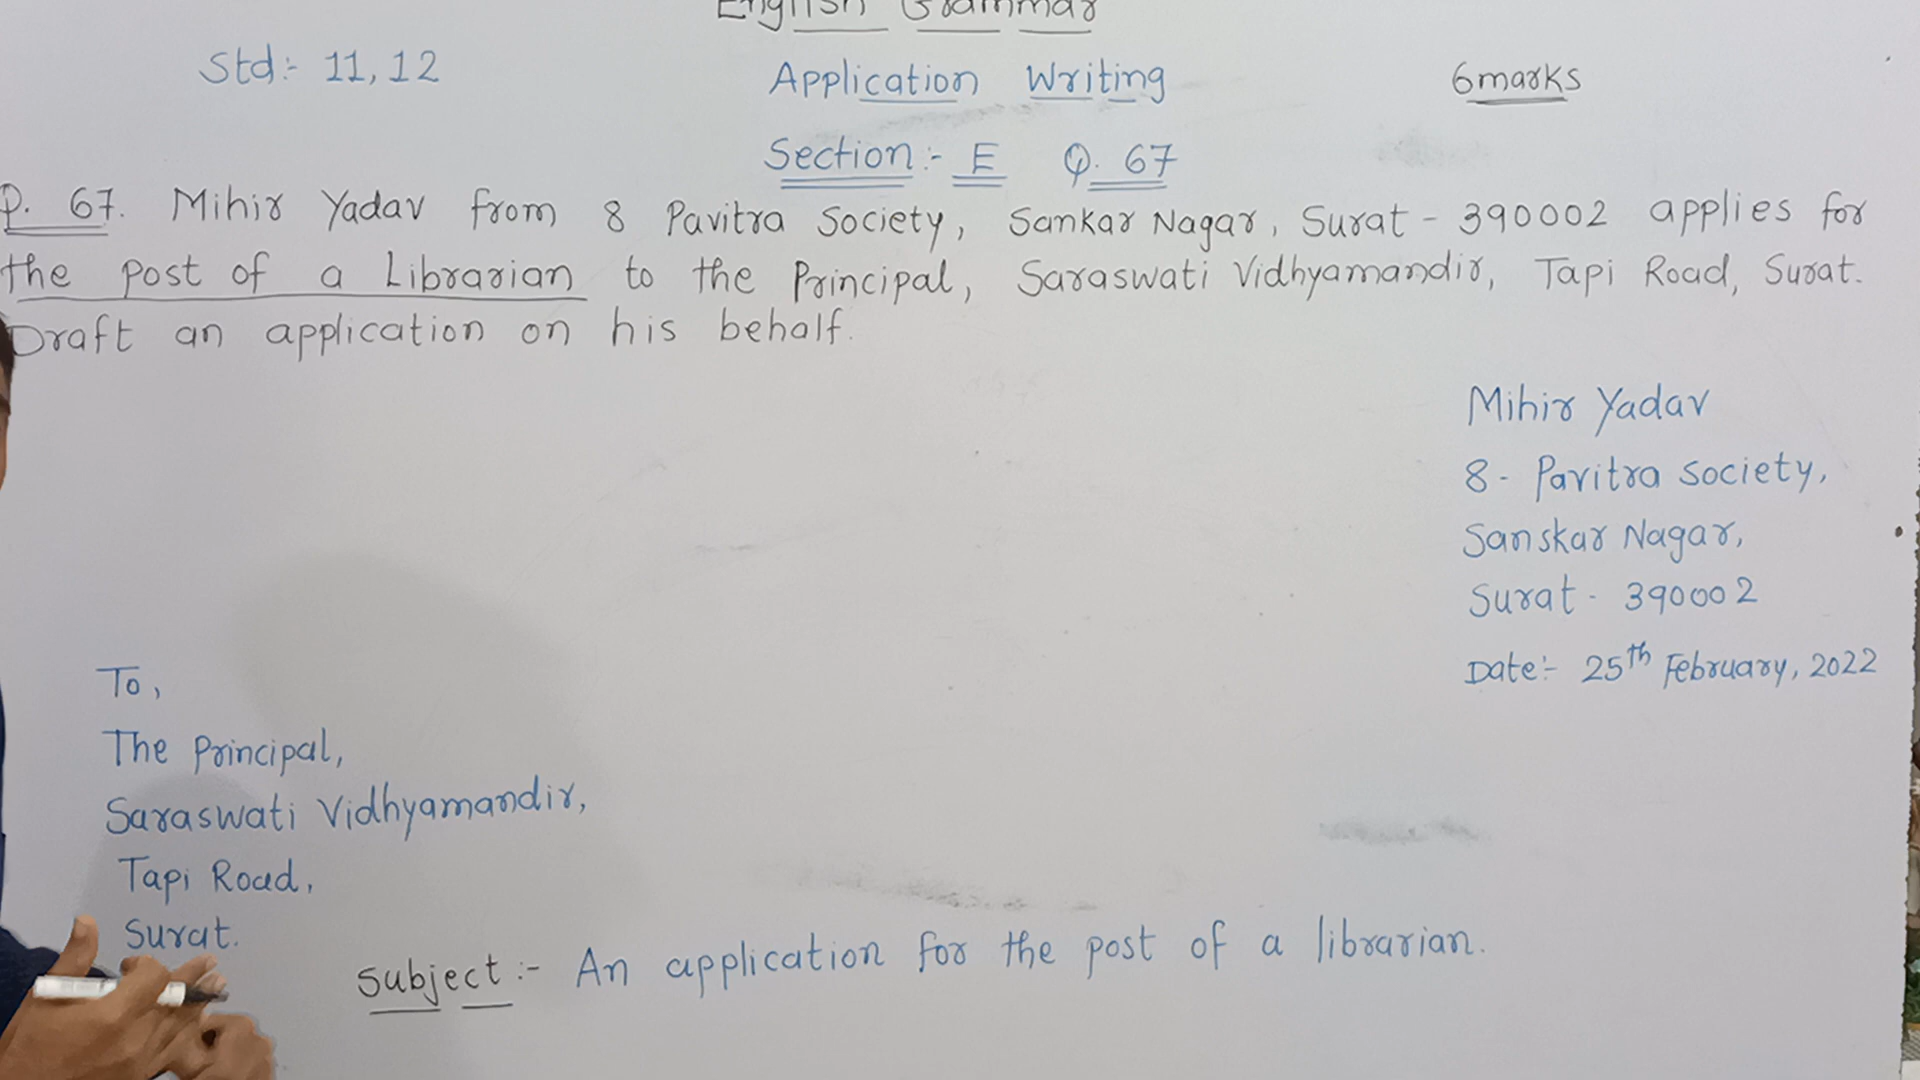 English Grammar
Std:- 11, 12
Application Writing
6marks
Section:- E Q. 67
Q. 67. Mihir Yadav from 8 Pavitra Society, Sankar Nagar, Surat - 390002 applies for
the post of a Librarian to the Principal, Saraswati Vidhyamandir, Tapi Road, Surat.
Draft an application on his behalf.
Mihir Yadav
8- Pavitra society,
Sanskar Nagar,
Surat - 390002
Date:- 25th February, 2022
To,
The Principal,
Saraswati Vidhyamandir,
Tapi Road,
Surat.
Subject:- An application for the post of a librarian.